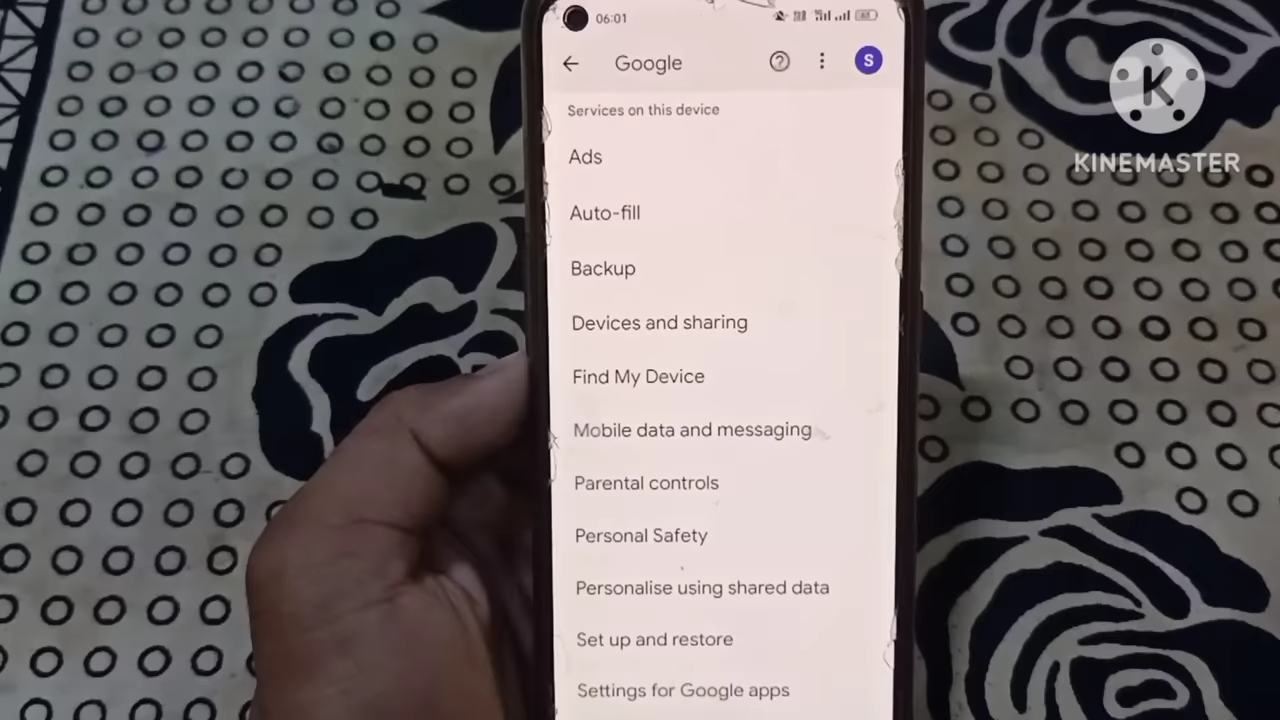 06:01
Google
S
Services on this device
Ads
Auto-fill
Backup
Devices and sharing
Find My Device
Mobile data and messaging
Parental controls
Personal Safety
Personalise using shared data
Set up and restore
Settings for Google apps
K
KINEMASTER